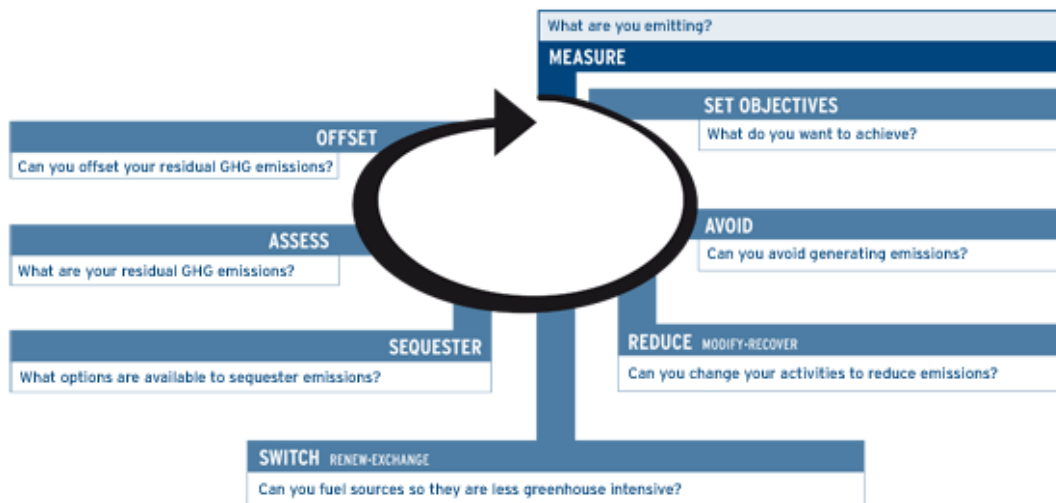 What are you emitting?
MEASURE
SET OBJECTIVES
What do you want to achieve?
AVOID
Can you avoid generating emissions?
REDUCE MODIFY-RECOVER
Can you change your activities to reduce emissions?
SWITCH RENEW-EXCHANGE
Can you fuel sources so they are less greenhouse intensive?
SEQUESTER
What options are available to sequester emissions?
ASSESS
What are your residual GHG emissions?
OFFSET
Can you offset your residual GHG emissions?